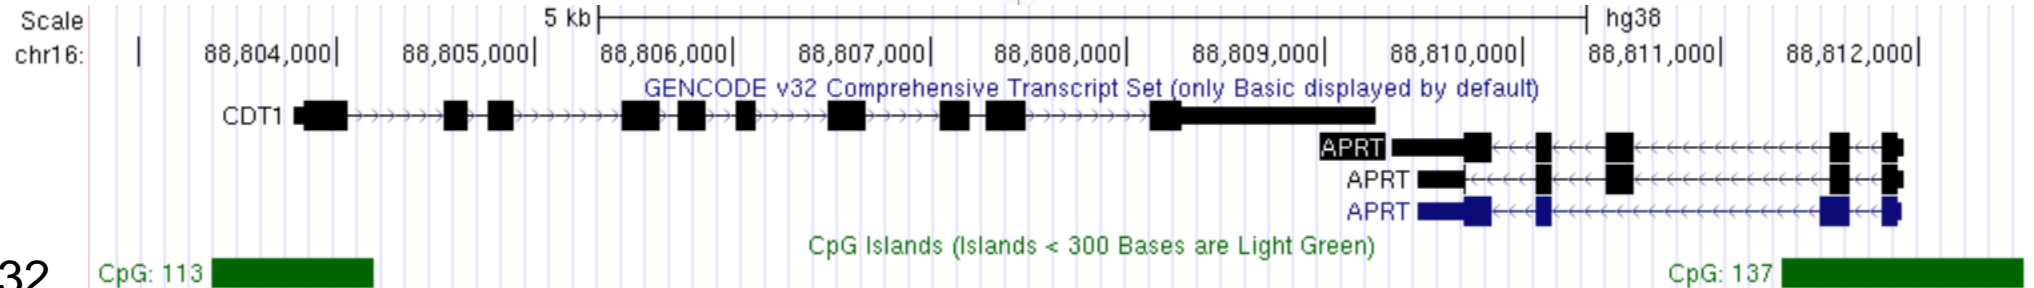 Scale 5 kb hg38
chr16: 88,804,000 88,805,000 88,806,000 88,807,000 88,808,000 88,809,000 88,810,000 88,811,000 88,812,000
GENCODE v32 Comprehensive Transcript Set (only Basic displayed by default)
CDT1
APRT
APRT
APRT
CpG Islands (Islands < 300 Bases are Light Green)
32 CpG: 113 CpG: 137